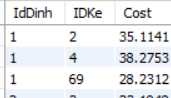 IdDinh IDKe Cost
1 2 35.1141
1 4 38.2753
1 69 28.2312